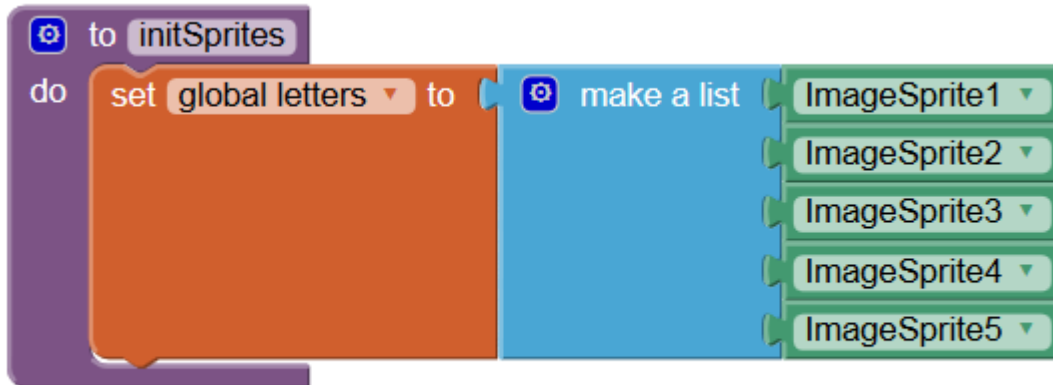 to initSprites
do set global letters to make a list ImageSprite1
ImageSprite2
ImageSprite3
ImageSprite4
ImageSprite5